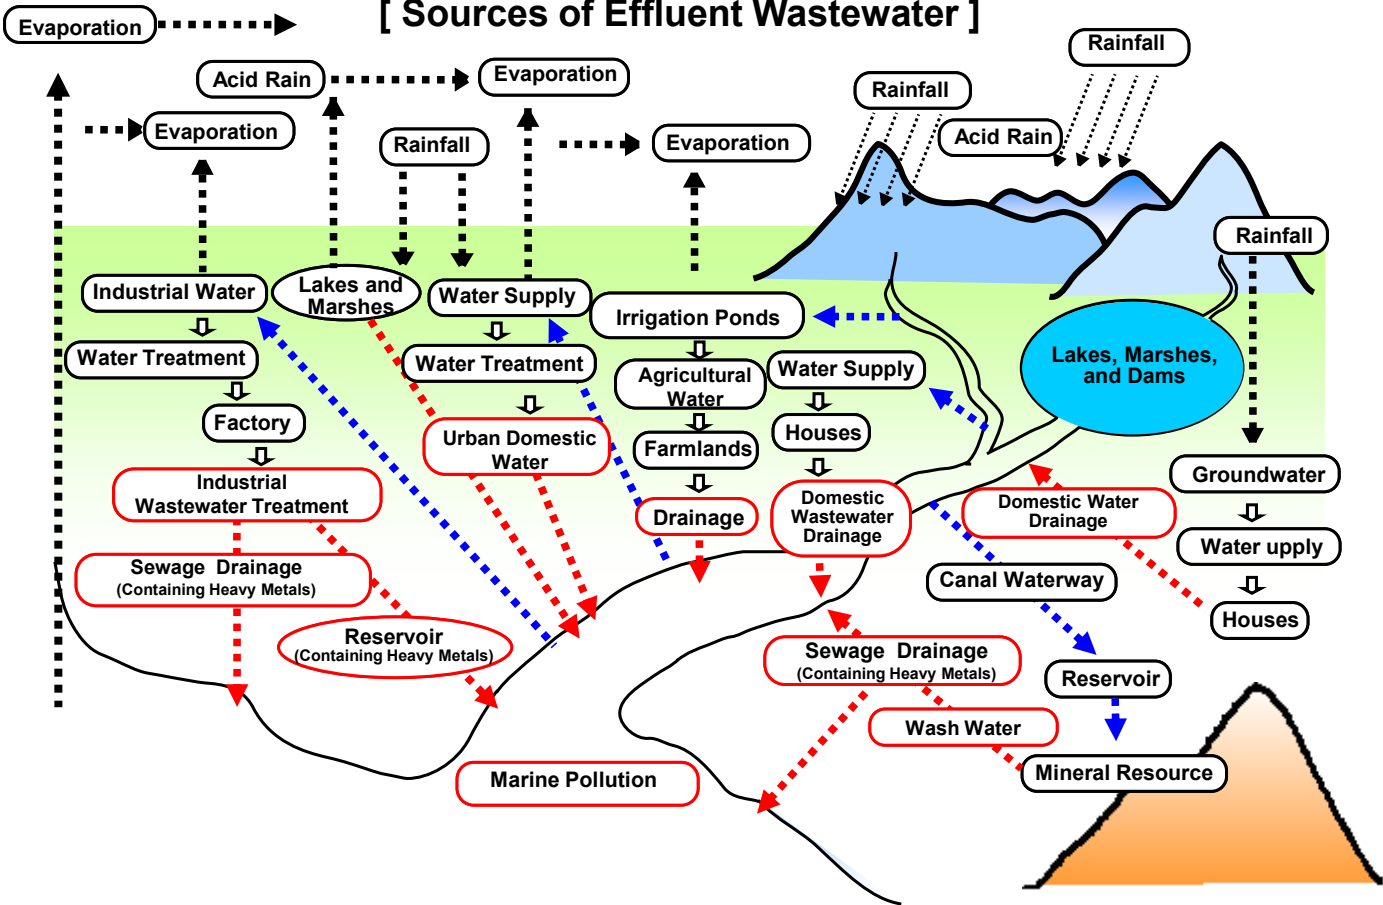 [ Sources of Effluent Wastewater ]
Evaporation
Rainfall
Acid Rain
Evaporation
Rainfall
Evaporation
Rainfall
Evaporation
Acid Rain
Rainfall
Industrial Water
Lakes and
Marshes
Water Supply
Irrigation Ponds
Water Treatment
Water Treatment
Agricultural
Water
Water Supply
Lakes, Marshes,
and Dams
Factory
Urban Domestic
Water
Farmlands
Houses
Groundwater
Industrial
Wastewater Treatment
Drainage
Domestic
Wastewater
Drainage
Domestic Water
Drainage
Water upply
Sewage Drainage
(Containing Heavy Metals)
Canal Waterway
Houses
Reservoir
(Containing Heavy Metals)
Sewage Drainage
(Containing Heavy Metals)
Reservoir
Wash Water
Marine Pollution
Mineral Resource